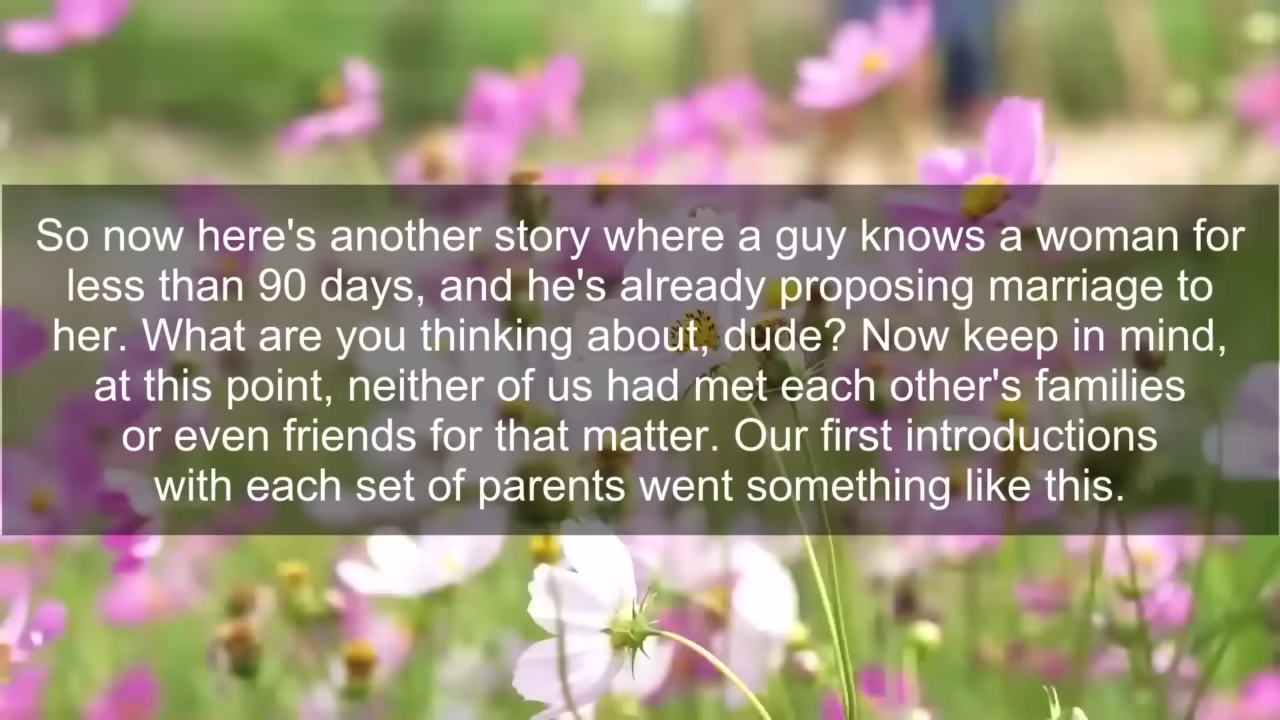 So now here's another story where a guy knows a woman for
less than 90 days, and he's already proposing marriage to
her. What are you thinking about, dude? Now keep in mind,
at this point, neither of us had met each other's families
or even friends for that matter. Our first introductions
with each set of parents went something like this.